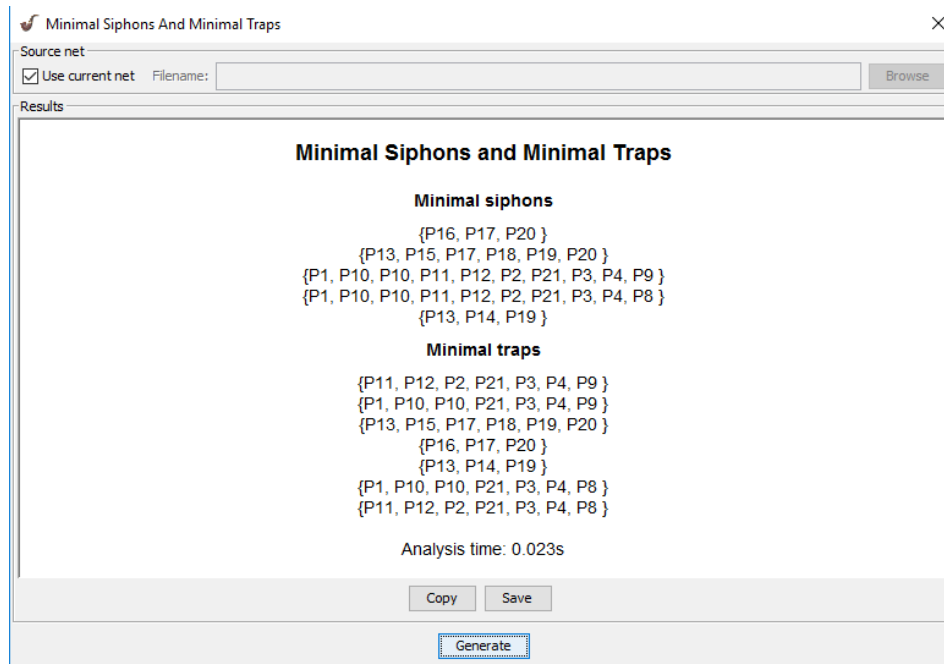 Minimal Siphons And Minimal Traps
Source net
Use current net Filename: Browse
Results
Minimal Siphons and Minimal Traps
Minimal siphons
{P16, P17, P20 }
{P13, P15, P17, P18, P19, P20 }
{P1, P10, P10, P11, P12, P2, P21, P3, P4, P9 }
{P1, P10, P10, P11, P12, P2, P21, P3, P4, P8 }
{P13, P14, P19 }
Minimal traps
{P11, P12, P2, P21, P3, P4, P9 }
{P1, P10, P10, P21, P3, P4, P9 }
{P13, P15, P17, P18, P19, P20 }
{P16, P17, P20 }
{P13, P14, P19 }
{P1, P10, P10, P21, P3, P4, P8 }
{P11, P12, P2, P21, P3, P4, P8 }
Analysis time: 0.023s
Copy Save
Generate